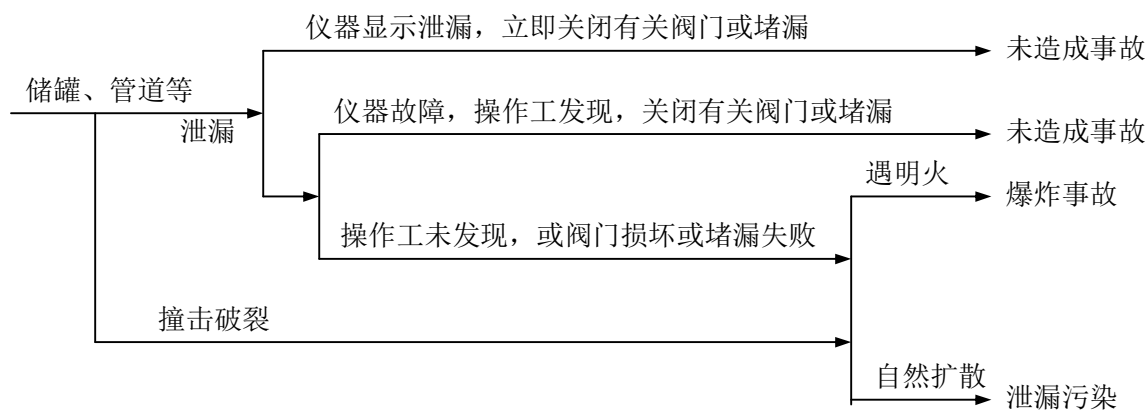 仪器显示泄漏，立即关闭有关阀门或堵漏
未造成事故
储罐、管道等
泄漏
仪器故障，操作工发现，关闭有关阀门或堵漏
未造成事故
遇明火
爆炸事故
操作工未发现，或阀门损坏或堵漏失败
撞击破裂
自然扩散
泄漏污染